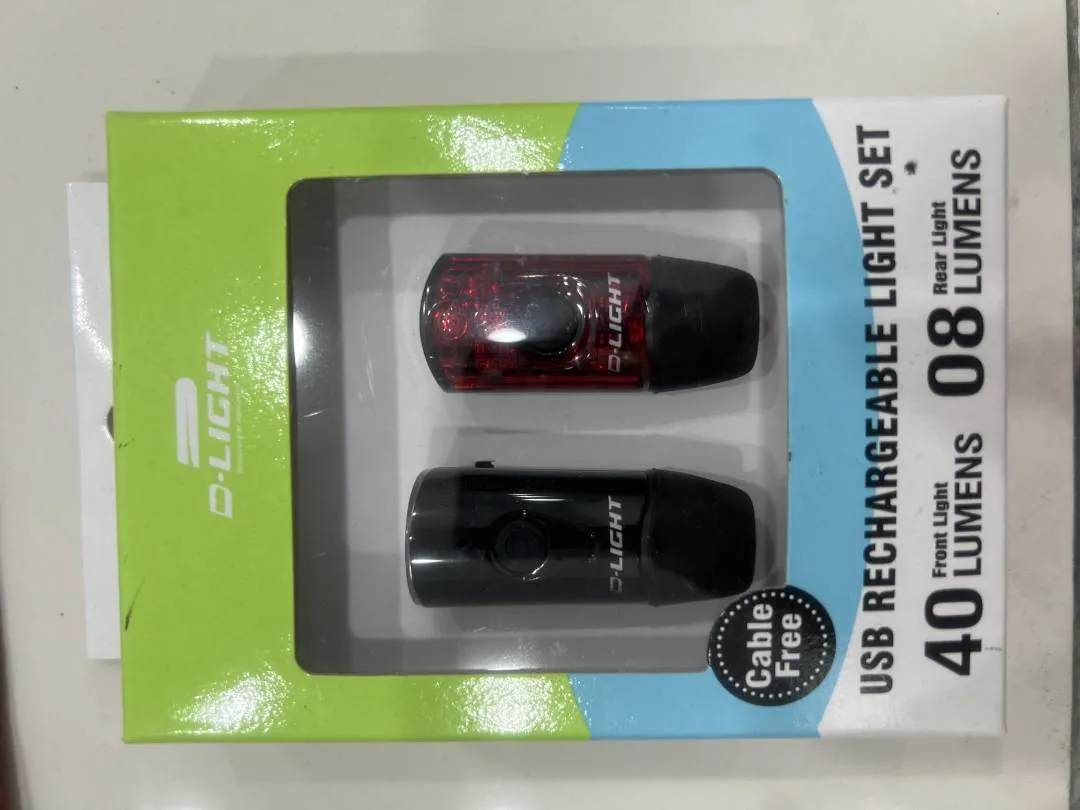 D-LIGHT
D-LIGHT
D-LIGHT
Cable
Free
USB RECHARGEABLE LIGHT SET
40 Front Light LUMENS 08 Rear Light LUMENS